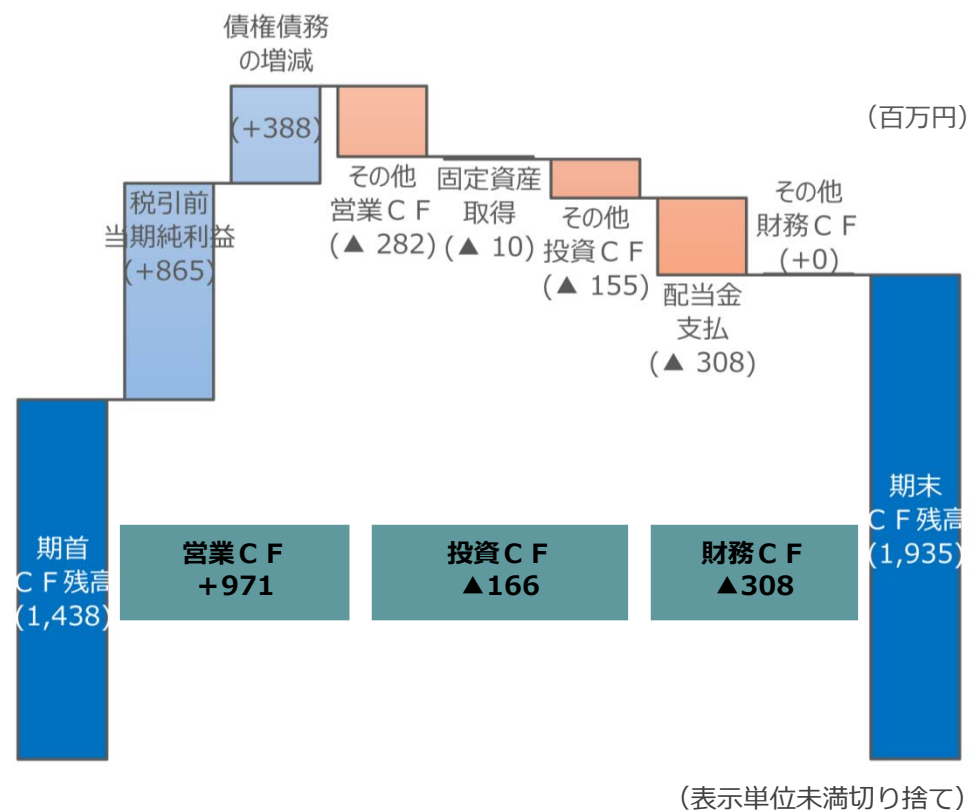 債権債務
の増減
(+388)
（百万円）
税引前
当期純利益
(+865)
その他
営業ＣＦ
(▲ 282)
固定資産
取得
(▲ 10)
その他
投資ＣＦ
(▲ 155)
配当金
支払
(▲ 308)
その他
財務ＣＦ
(+0)
期首
ＣＦ残高
(1,438)
営業ＣＦ
+971
投資ＣＦ
▲166
財務ＣＦ
▲308
期末
ＣＦ残高
(1,935)
（表示単位未満切り捨て）